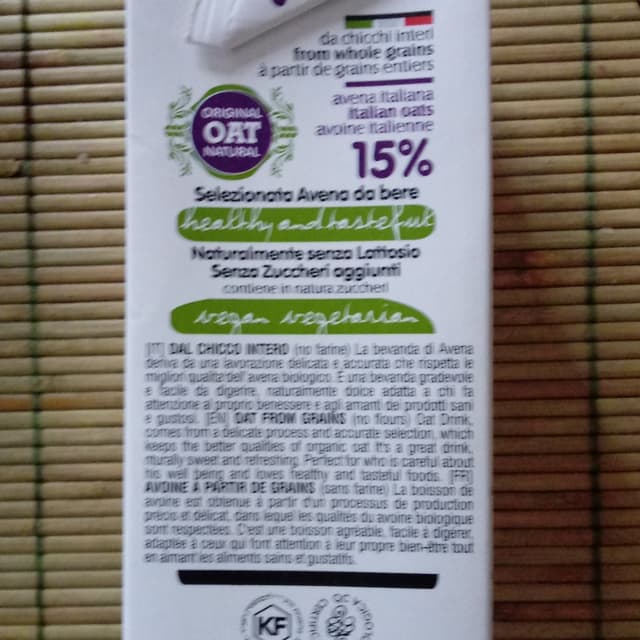 da chicchi interi
from whole grains
à partir de grains entiers
ORIGINAL
OAT
NATURAL
avena italiana
Italian oats
avoine italienne
15%
Selezionata Avena da bere
healthy and tasteful
Naturalmente senza Lattosio
Senza Zuccheri aggiunti
contiene in natura zuccheri
vegan vegetarian
[IT] DAL CHICCO INTERO (no farine) La bevanda di Avena
deriva da una lavorazione delicata e accurata che rispetta le
migliori qualità dell'avena biologico. È una bevanda gradevole
e facile da digerire, naturalmente dolce adatta a chi fa
attenzione al proprio benessere e agli amanti dei prodotti sani
e gustosi. [EN] OAT FROM GRAINS (no flours) Oat Drink,
comes from a delicate process and accurate selection, which
keeps the better qualities of organic oat. It's a great drink,
naturally sweet and refreshing. Perfect for who is careful about
his well being and loves healthy and tasteful foods. [FR]
AVOINE À PARTIR DE GRAINS (sans farine) La boisson de
avoine est obtenue à partir d'un processus de production
précis et délicat, dans lequel les qualités du avoine biologique
sont respectées. C'est une boisson agréable, facile à digérer,
adaptée à ceux qui font attention à leur propre bien-être tout
en aimant les aliments sains et gustatifs.
KF